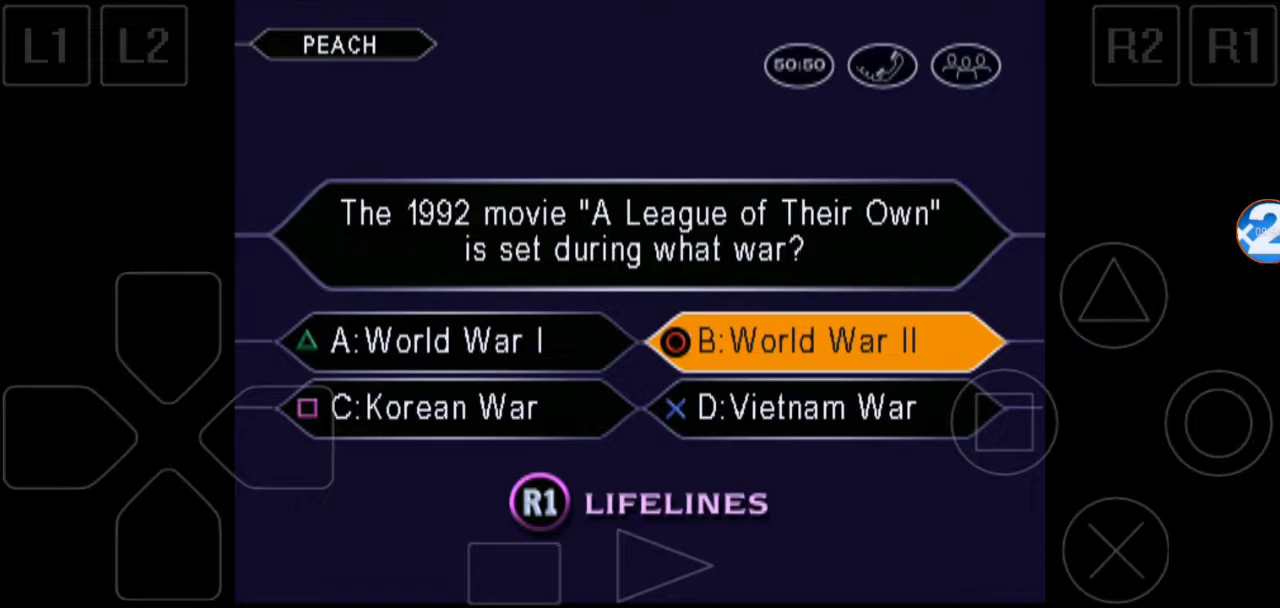 L1 L2 R2 R1
PEACH
50:50
The 1992 movie "A League of Their Own"
is set during what war?
A:World War I
B:World War II
C:Korean War
D:Vietnam War
R1 LIFELINES